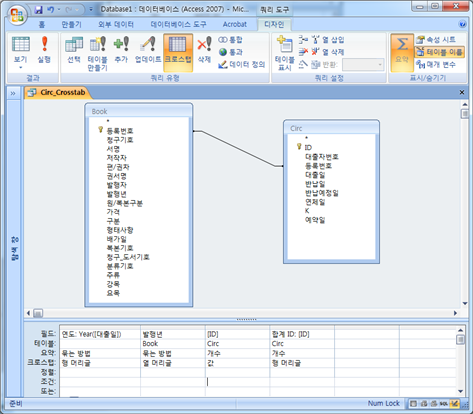 Database1 : 데이터베이스 (Access 2007) - Mic...
쿼리 도구
홈 만들기 외부 데이터 데이터베이스 도구 Acrobat 디자인
보기 실행 선택 테이블 만들기 추가 업데이트 크로스탭 삭제 통합 통과 데이터 정의 테이블 표시 열 삽입 열 삭제 반환: 요약 속성 시트 테이블 이름 매개 변수
결과 쿼리 유형 쿼리 설정 표시/숨기기
Circ_Crosstab
탐색 창
Book
*
등록번호
청구기호
서명
저작자
편/권차
권서명
발행자
발행년
원/복본구분
가격
구분
형태사항
배가일
복본기호
청구_도서기호
분류기호
주류
강목
요목
Circ
*
ID
대출자번호
등록번호
대출일
반납일
반납예정일
연체일
K
예약일
필드: 연도: Year([대출일]) 발행년 [ID] 합계 ID: [ID]
테이블: Book Circ Circ
요약: 묶는 방법 묶는 방법 개수 개수
크로스탭: 행 머리글 열 머리글 값 행 머리글
정렬:
조건:
또는:
준비 Num Lock SQL